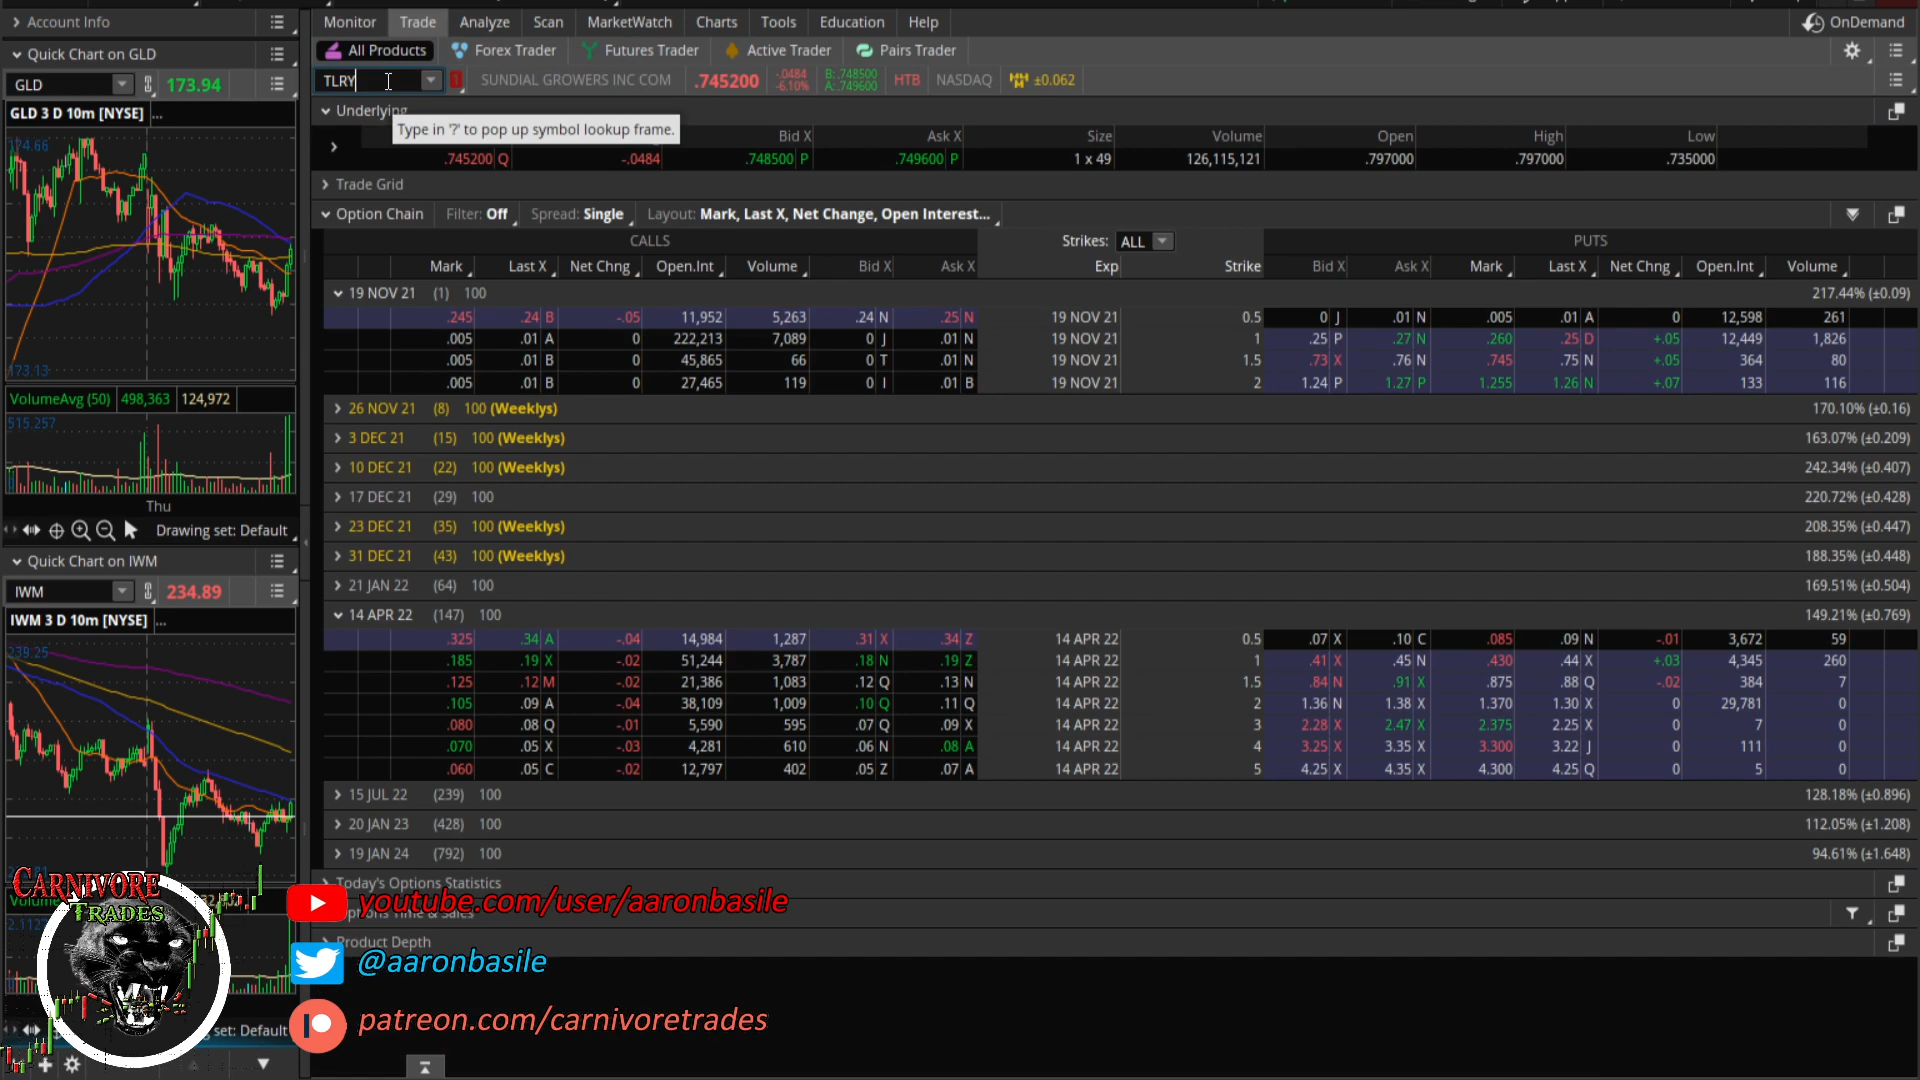 Account Info
Monitor Trade Analyze Scan MarketWatch Charts Tools Education Help OnDemand
Quick Chart on GLD
All Products Forex Trader Futures Trader Active Trader Pairs Trader
GLD 173.94
TLRY SUNDIAL GROWERS INC COM .745200 -.0484 -6.10% B: .748500 A: .749600 HTB NASDAQ ±0.062
GLD 3 D 10m [NYSE] ...
Underlying
Type in '?' to pop up symbol lookup frame.
Bid X Ask X Size Volume Open High Low
.745200 Q -.0484 .748500 P .749600 P 1 x 49 126,115,121 .797000 .797000 .735000
174.66
Trade Grid
Option Chain Filter: Off Spread: Single Layout: Mark, Last X, Net Change, Open Interest...
CALLS Strikes: ALL PUTS
Mark Last X Net Chng Open.Int Volume Bid X Ask X Exp Strike Bid X Ask X Mark Last X Net Chng Open.Int Volume
19 NOV 21 (1) 100 217.44% (±0.09)
.245 .24 B -.05 11,952 5,263 .24 N .25 N 19 NOV 21 0.5 0 J .01 N .005 .01 A 0 12,598 261
.005 .01 A 0 222,213 7,089 0 J .01 N 19 NOV 21 1 .25 P .27 N .260 .25 D +.05 12,449 1,826
.005 .01 B 0 45,865 66 0 T .01 N 19 NOV 21 1.5 .73 X .76 N .745 .75 N +.05 364 80
.005 .01 B 0 27,465 119 0 I .01 B 19 NOV 21 2 1.24 P 1.27 P 1.255 1.26 N +.07 133 116
173.13
VolumeAvg (50) 498,363 124,972
515.257
26 NOV 21 (8) 100 (Weeklys) 170.10% (±0.16)
3 DEC 21 (15) 100 (Weeklys) 163.07% (±0.209)
10 DEC 21 (22) 100 (Weeklys) 242.34% (±0.407)
17 DEC 21 (29) 100 220.72% (±0.428)
Thu
23 DEC 21 (35) 100 (Weeklys) 208.35% (±0.447)
Drawing set: Default
31 DEC 21 (43) 100 (Weeklys) 188.35% (±0.448)
Quick Chart on IWM
21 JAN 22 (64) 100 169.51% (±0.504)
IWM 234.89
14 APR 22 (147) 100 149.21% (±0.769)
IWM 3 D 10m [NYSE] ...
239.25
.325 .34 A -.04 14,984 1,287 .31 X .34 Z 14 APR 22 0.5 .07 X .10 C .085 .09 N -.01 3,672 59
.185 .19 X -.02 51,244 3,787 .18 N .19 Z 14 APR 22 1 .41 X .45 N .430 .44 X +.03 4,345 260
.125 .12 M -.02 21,386 1,083 .12 Q .13 N 14 APR 22 1.5 .84 N .91 X .875 .88 Q -.02 384 7
.105 .09 A -.04 38,109 1,009 .10 Q .11 Q 14 APR 22 2 1.36 N 1.38 X 1.370 1.30 X 0 29,781 0
.080 .08 Q -.01 5,590 595 .07 Q .09 X 14 APR 22 3 2.28 X 2.47 X 2.375 2.25 X 0 7 0
.070 .05 X -.03 4,281 610 .06 N .08 A 14 APR 22 4 3.25 X 3.35 X 3.300 3.22 J 0 111 0
.060 .05 C -.02 12,797 402 .05 Z .07 A 14 APR 22 5 4.25 X 4.35 X 4.300 4.25 Q 0 5 0
15 JUL 22 (239) 100 128.18% (±0.896)
20 JAN 23 (428) 100 112.05% (±1.208)
19 JAN 24 (792) 100 94.61% (±1.648)
CARNIVORE
TRADES
Today's Options Statistics
youtube.com/user/aaronbasile
Product Depth
@aaronbasile
patreon.com/carnivoretrades
set: Default